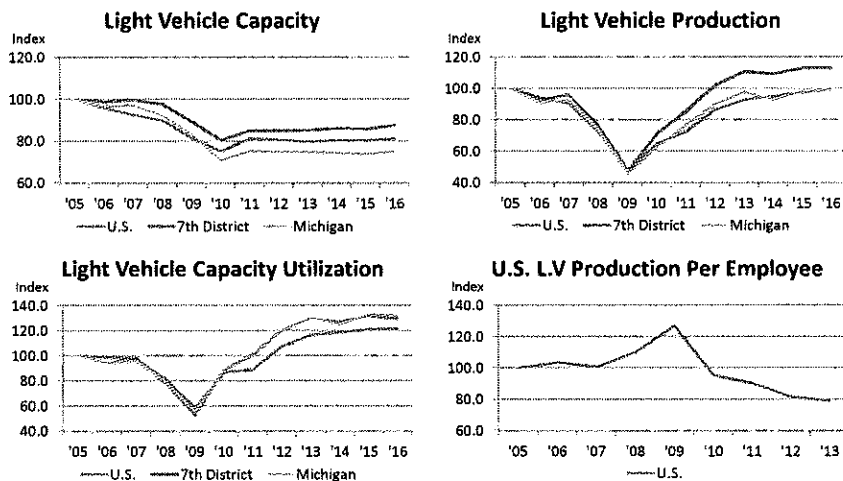 Light Vehicle Capacity
Index
120.0
100.0
80.0
60.0
'05 '06 '07 '08 '09 '10 '11 '12 '13 '14 '15 '16
U.S. 7th District Michigan
Light Vehicle Production
Index
120.0
100.0
80.0
60.0
40.0
'05 '06 '07 '08 '09 '10 '11 '12 '13 '14 '15 '16
U.S. 7th District Michigan
Light Vehicle Capacity Utilization
Index
140.0
120.0
100.0
80.0
60.0
40.0
'05 '06 '07 '08 '09 '10 '11 '12 '13 '14 '15 '16
U.S. 7th District Michigan
U.S. L.V Production Per Employee
Index
140.0
120.0
100.0
80.0
60.0
'05 '06 '07 '08 '09 '10 '11 '12 '13
U.S.